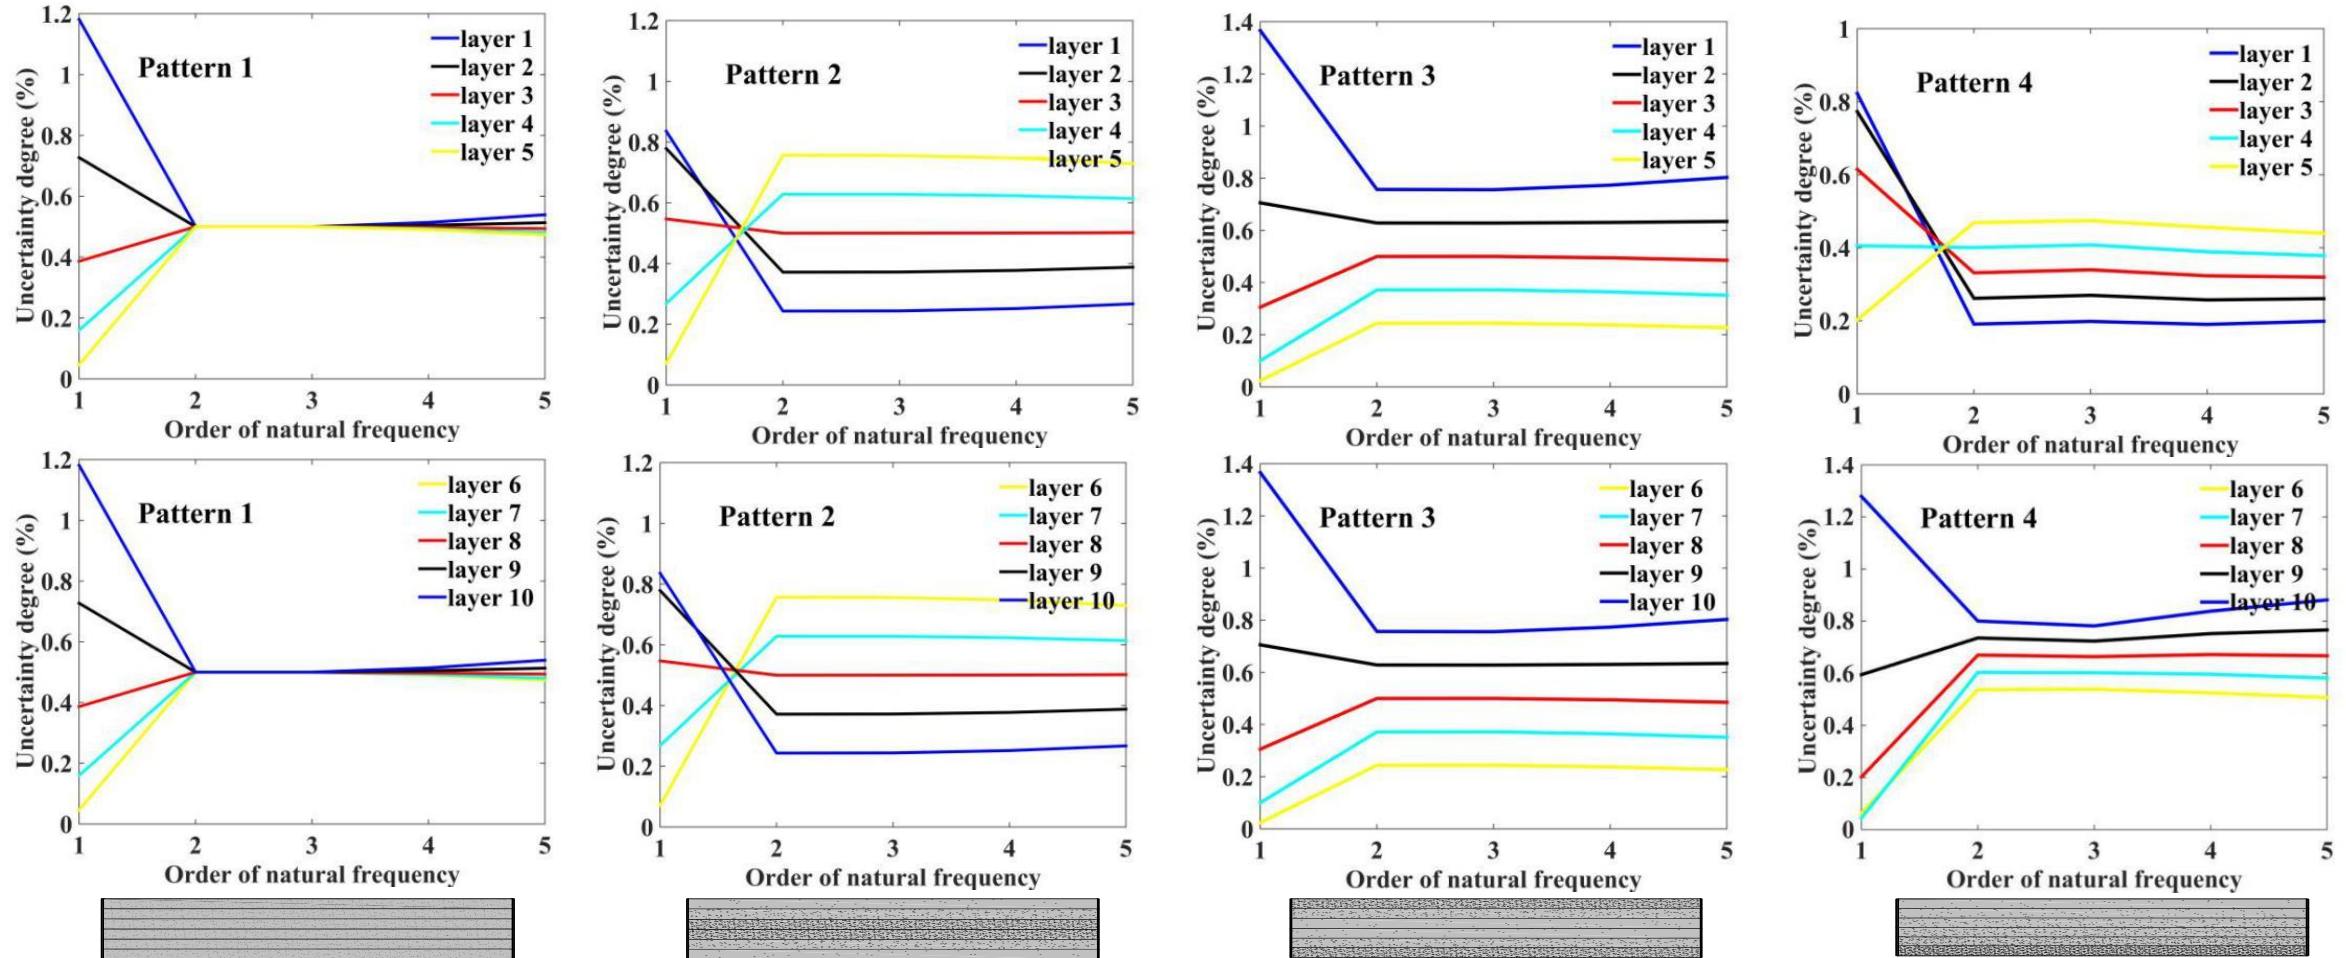 Pattern 1
layer 1
layer 2
layer 3
layer 4
layer 5
Uncertainty degree (%)
1.2
1
0.8
0.6
0.4
0.2
0
1 2 3 4 5
Order of natural frequency
Pattern 2
layer 1
layer 2
layer 3
layer 4
layer 5
Uncertainty degree (%)
1.2
1
0.8
0.6
0.4
0.2
0
1 2 3 4 5
Order of natural frequency
Pattern 3
layer 1
layer 2
layer 3
layer 4
layer 5
Uncertainty degree (%)
1.4
1.2
1
0.8
0.6
0.4
0.2
0
1 2 3 4 5
Order of natural frequency
Pattern 4
layer 1
layer 2
layer 3
layer 4
layer 5
Uncertainty degree (%)
1
0.8
0.6
0.4
0.2
0
1 2 3 4 5
Order of natural frequency
Pattern 1
layer 6
layer 7
layer 8
layer 9
layer 10
Uncertainty degree (%)
1.2
1
0.8
0.6
0.4
0.2
0
1 2 3 4 5
Order of natural frequency
Pattern 2
layer 6
layer 7
layer 8
layer 9
layer 10
Uncertainty degree (%)
1.2
1
0.8
0.6
0.4
0.2
0
1 2 3 4 5
Order of natural frequency
Pattern 3
layer 6
layer 7
layer 8
layer 9
layer 10
Uncertainty degree (%)
1.4
1.2
1
0.8
0.6
0.4
0.2
0
1 2 3 4 5
Order of natural frequency
Pattern 4
layer 6
layer 7
layer 8
layer 9
layer 10
Uncertainty degree (%)
1.4
1.2
1
0.8
0.6
0.4
0.2
0
1 2 3 4 5
Order of natural frequency